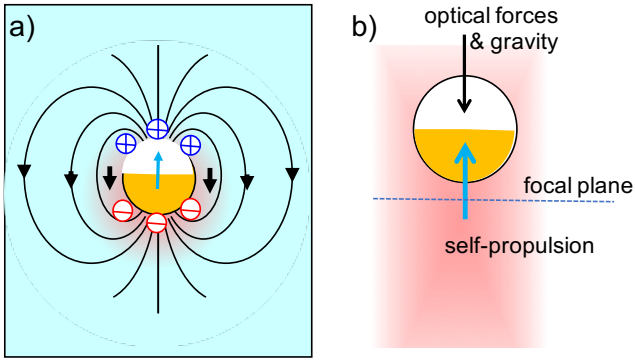 a)
⊕ ⊕ ⊕
⊖ ⊖ ⊖
b)
optical forces
& gravity
focal plane
self-propulsion